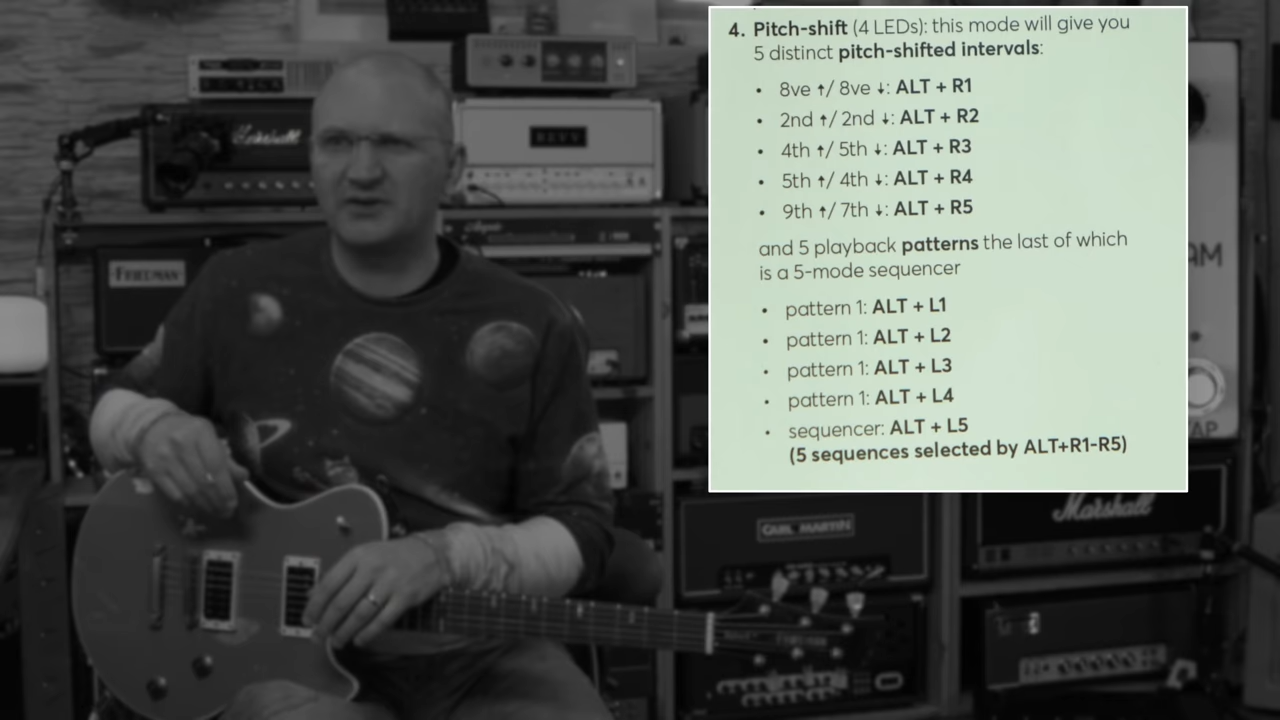 4. Pitch-shift (4 LEDs): this mode will give you
5 distinct pitch-shifted intervals:
• 8ve ↑/ 8ve ↓: ALT + R1
• 2nd ↑/ 2nd ↓: ALT + R2
• 4th ↑/ 5th ↓: ALT + R3
• 5th ↑/ 4th ↓: ALT + R4
• 9th ↑/ 7th ↓: ALT + R5
and 5 playback patterns the last of which
is a 5-mode sequencer
• pattern 1: ALT + L1
• pattern 1: ALT + L2
• pattern 1: ALT + L3
• pattern 1: ALT + L4
• sequencer: ALT + L5
(5 sequences selected by ALT+R1-R5)
Marshall
REVV
FRIEDMAN
AM
TAP
CARL MARTIN
Marshall